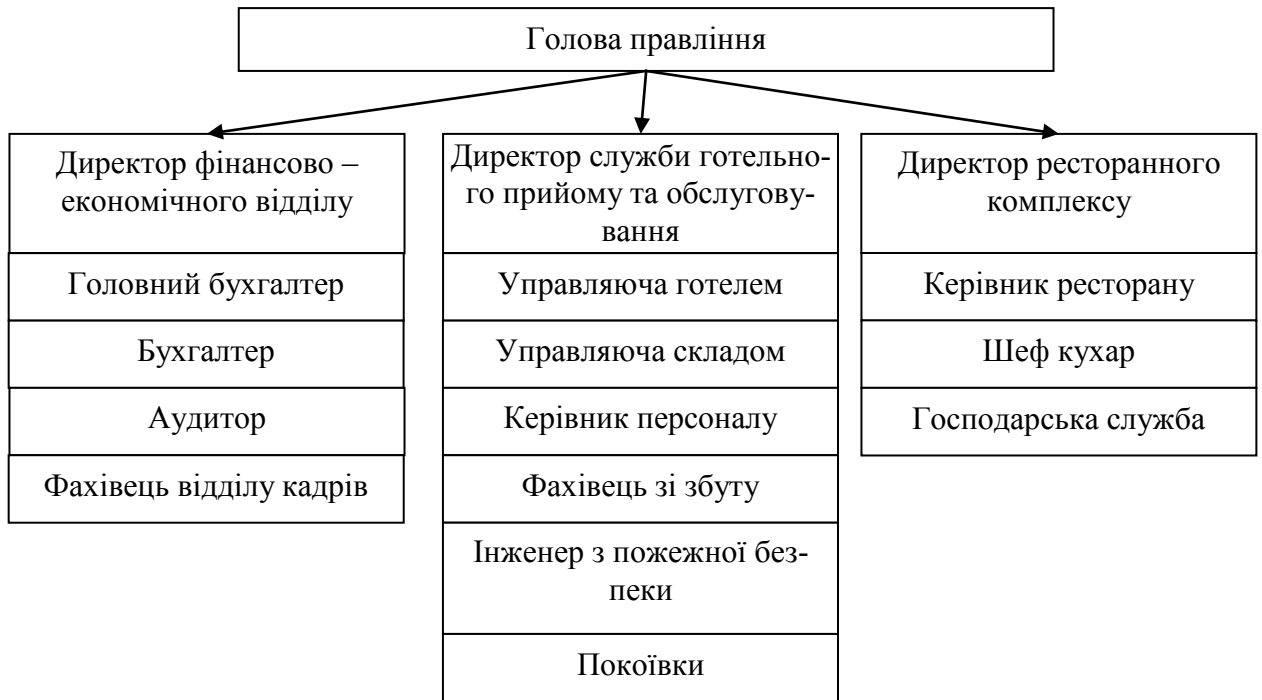 Голова правління
Директор фінансово –
економічного відділу
Головний бухгалтер
Бухгалтер
Аудитор
Фахівець відділу кадрів
Директор служби готельно-
го прийому та обслугову-
вання
Управляюча готелем
Управляюча складом
Керівник персоналу
Фахівець зі збуту
Інженер з пожежної без-
пеки
Покоївки
Директор ресторанного
комплексу
Керівник ресторану
Шеф кухар
Господарська служба